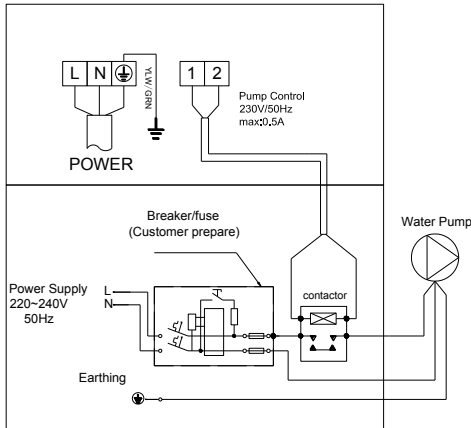 L N
1 2
YLW/GRN
Pump Control
230V/50Hz
max:0.5A
POWER
Breaker/fuse
(Customer prepare)
Water Pump
Power Supply
220~240V
50Hz
L
N
contactor
Earthing